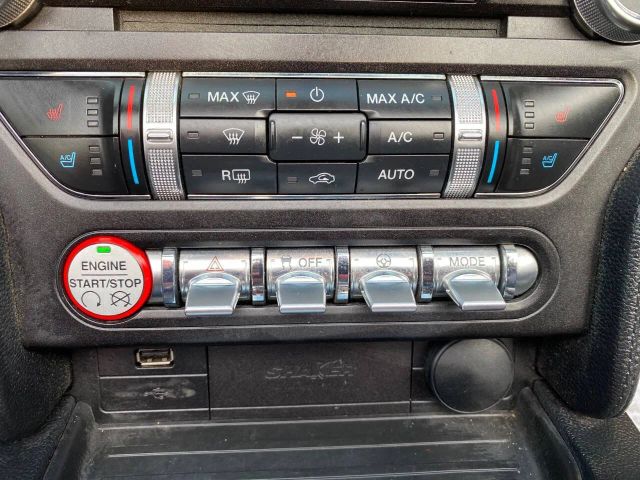 MAX
MAX A/C
A/C
R
AUTO
A/C
A/C
ENGINE
START/STOP
OFF
MODE
SHAKER